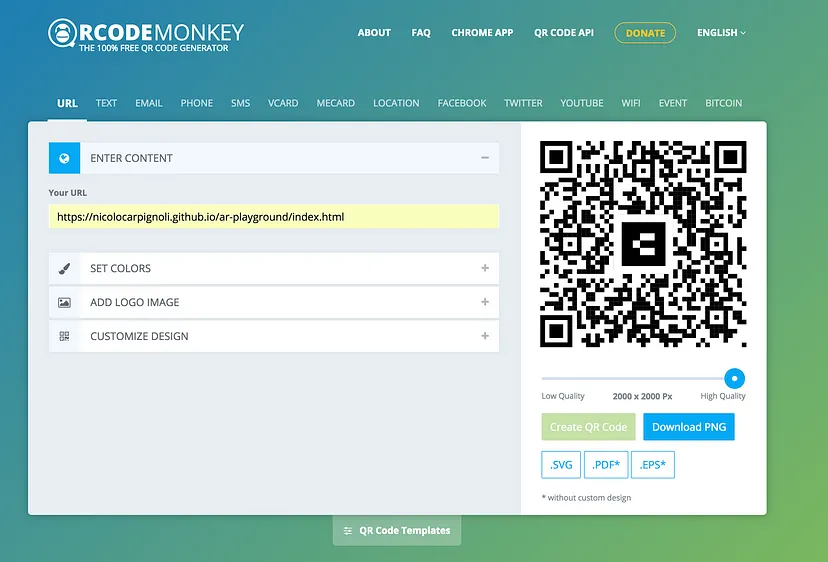 QRCODEMONKEY
THE 100% FREE QR CODE GENERATOR
ABOUT FAQ CHROME APP QR CODE API DONATE ENGLISH
URL TEXT EMAIL PHONE SMS VCARD MECARD LOCATION FACEBOOK TWITTER YOUTUBE WIFI EVENT BITCOIN
ENTER CONTENT
Your URL
https://nicolocarpignoli.github.io/ar-playground/index.html
SET COLORS
ADD LOGO IMAGE
CUSTOMIZE DESIGN
Low Quality 2000 x 2000 Px High Quality
Create QR Code Download PNG
.SVG .PDF* .EPS*
* without custom design
QR Code Templates